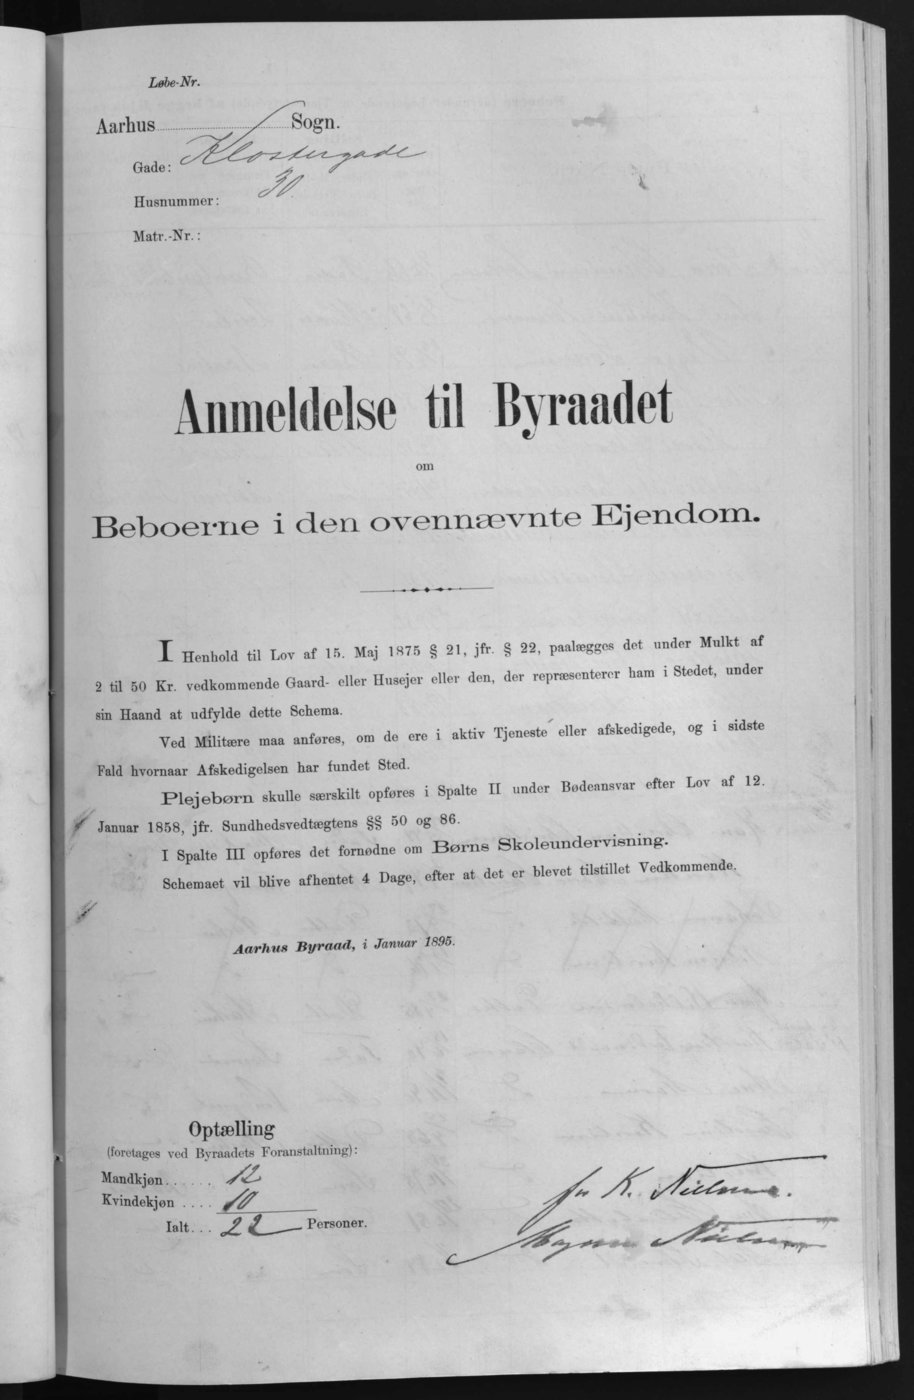 Løbe-Nr.
Aarhus Sogn.
Gade: Klostergade
Husnummer: 30.
Matr.-Nr.:
Anmeldelse til Byraadet
om
Beboerne i den ovennævnte Ejendom.
I Henhold til Lov af 15. Maj 1875 § 21, jfr. § 22, paalægges det under Mulkt af
2 til 50 Kr. vedkommende Gaard- eller Husejer eller den, der repræsenterer ham i Stedet, under
sin Haand at udfylde dette Schema.
Ved Militære maa anføres, om de ere i aktiv Tjeneste eller afskedigede, og i sidste
Fald hvornaar Afskedigelsen har fundet Sted.
Plejebørn skulle særskilt opføres i Spalte II under Bødeansvar efter Lov af 12.
Januar 1858, jfr. Sundhedsvedtægtens §§ 50 og 86.
I Spalte III opføres det fornødne om Børns Skoleundervisning.
Schemaet vil blive afhentet 4 Dage, efter at det er blevet tilstillet Vedkommende.
Aarhus Byraad, i Januar 1895.
Optælling
(foretages ved Byraadets Foranstaltning):
Mandkjøn...... 12
Kvindekjøn .... 10
Ialt... 22 Personer.
K. Nielsen.
Nielsen